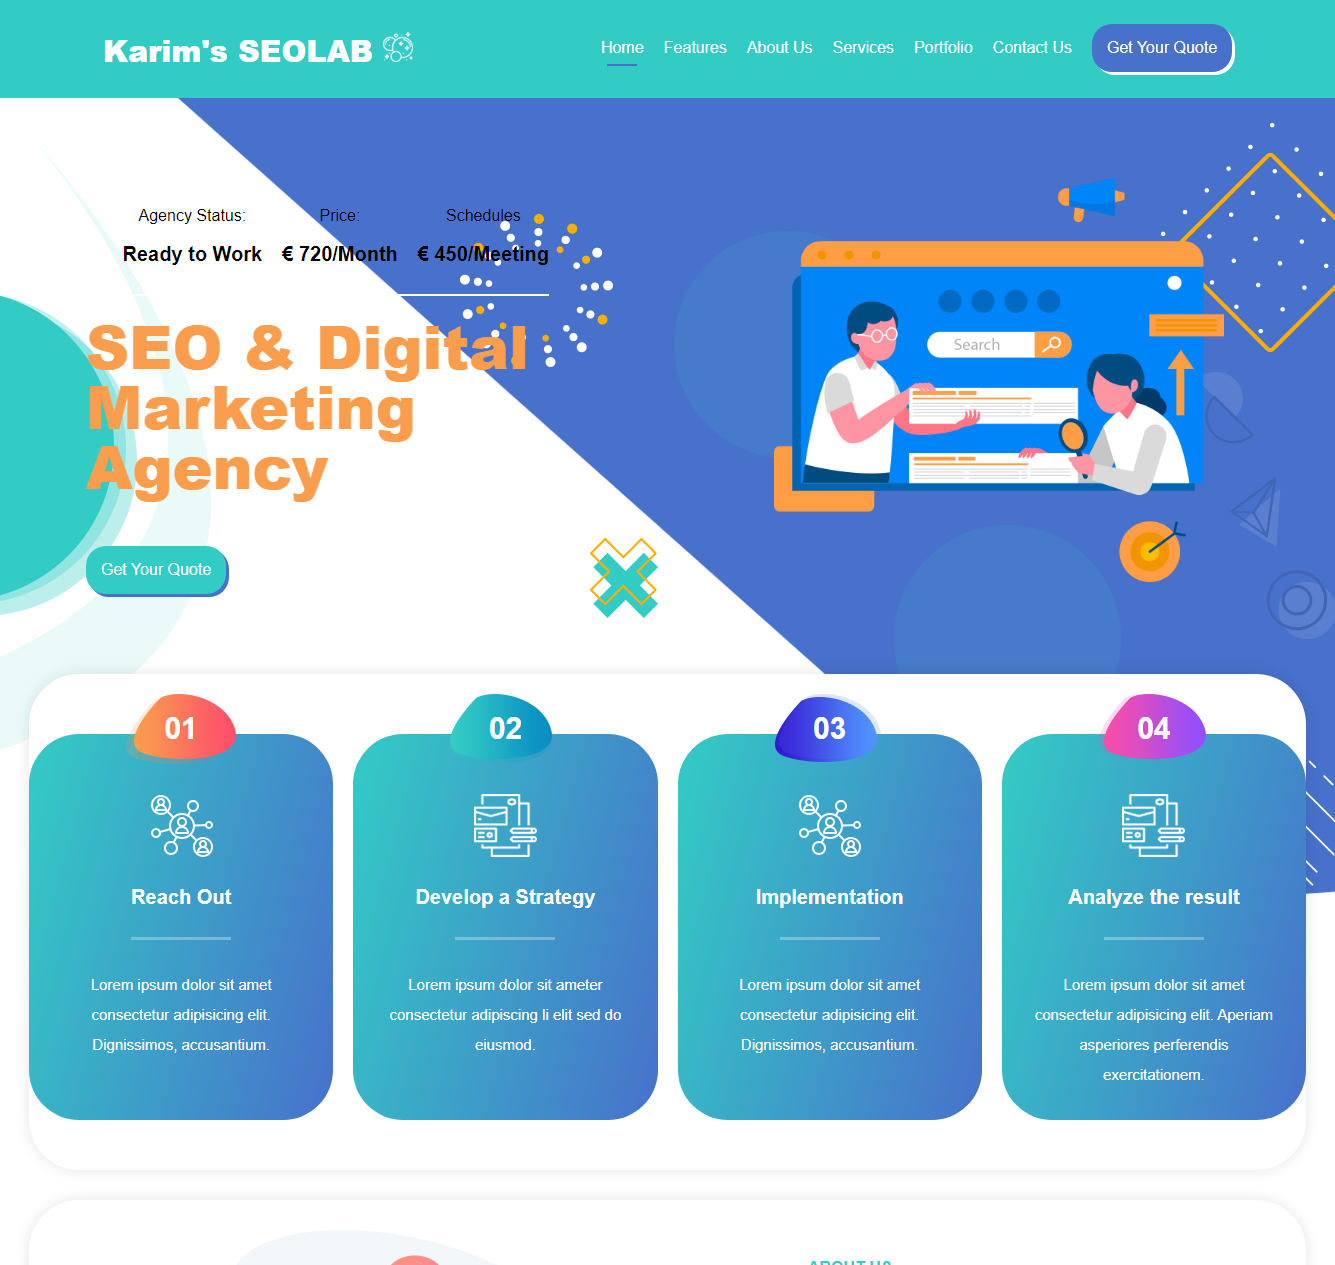 Karim's SEOLAB
Home Features About Us Services Portfolio Contact Us Get Your Quote
Agency Status: Price: Schedules
Ready to Work € 720/Month € 450/Meeting
SEO & Digital
Marketing
Agency
Get Your Quote
Search
01 02 03 04
Reach Out
Lorem ipsum dolor sit amet
consectetur adipisicing elit.
Dignissimos, accusantium.
Develop a Strategy
Lorem ipsum dolor sit ameter
consectetur adipiscing li elit sed do
eiusmod.
Implementation
Lorem ipsum dolor sit amet
consectetur adipisicing elit.
Dignissimos, accusantium.
Analyze the result
Lorem ipsum dolor sit amet
consectetur adipisicing elit. Aperiam
asperiores perferendis
exercitationem.
ABOUT US